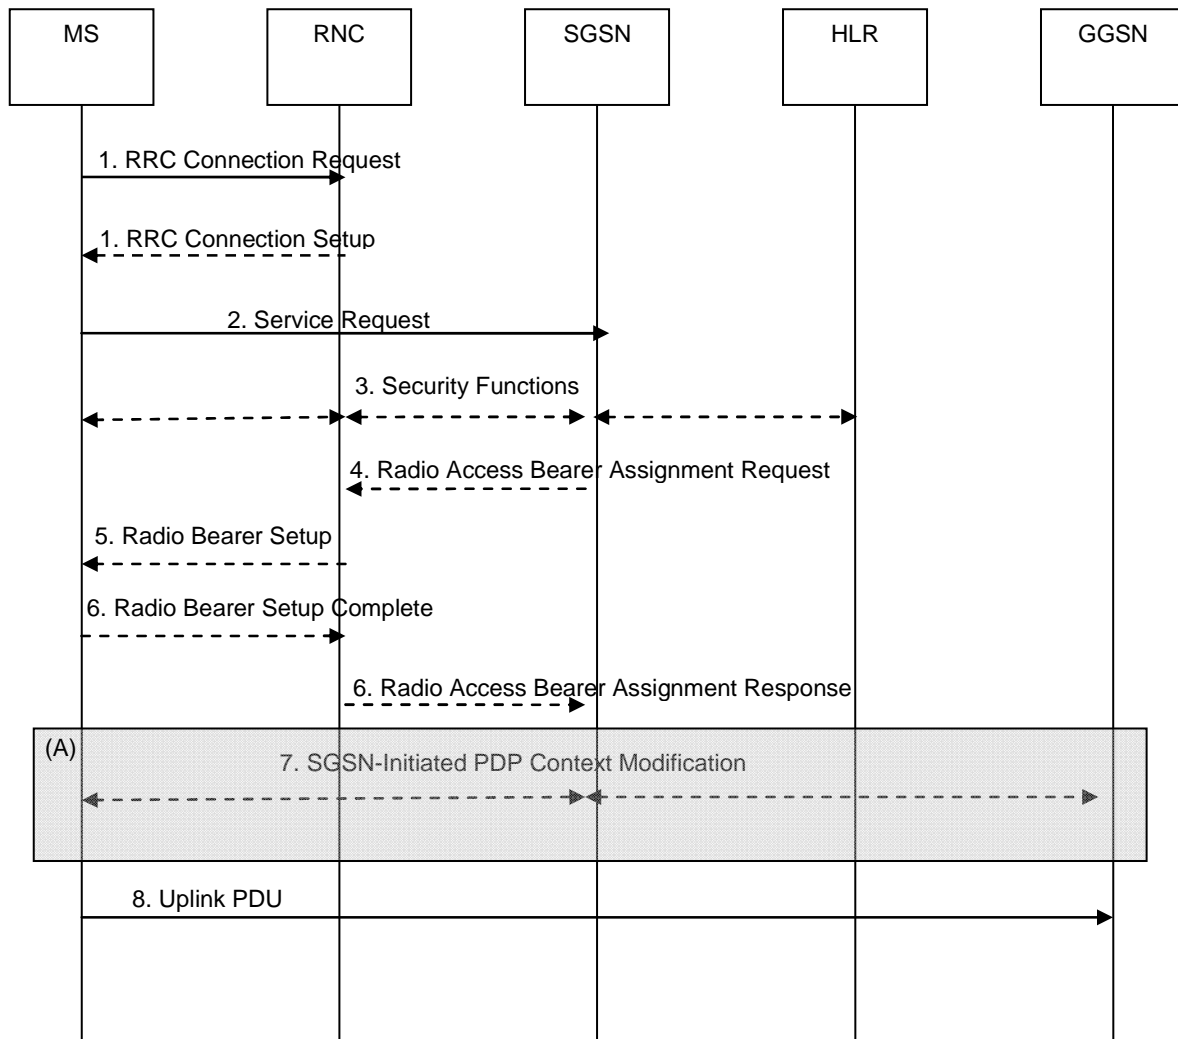 MS
RNC
SGSN
HLR
GGSN
1. RRC Connection Request
1. RRC Connection Setup
2. Service Request
3. Security Functions
4. Radio Access Bearer Assignment Request
5. Radio Bearer Setup
6. Radio Bearer Setup Complete
6. Radio Access Bearer Assignment Response
(A)
7. SGSN-Initiated PDP Context Modification
8. Uplink PDU